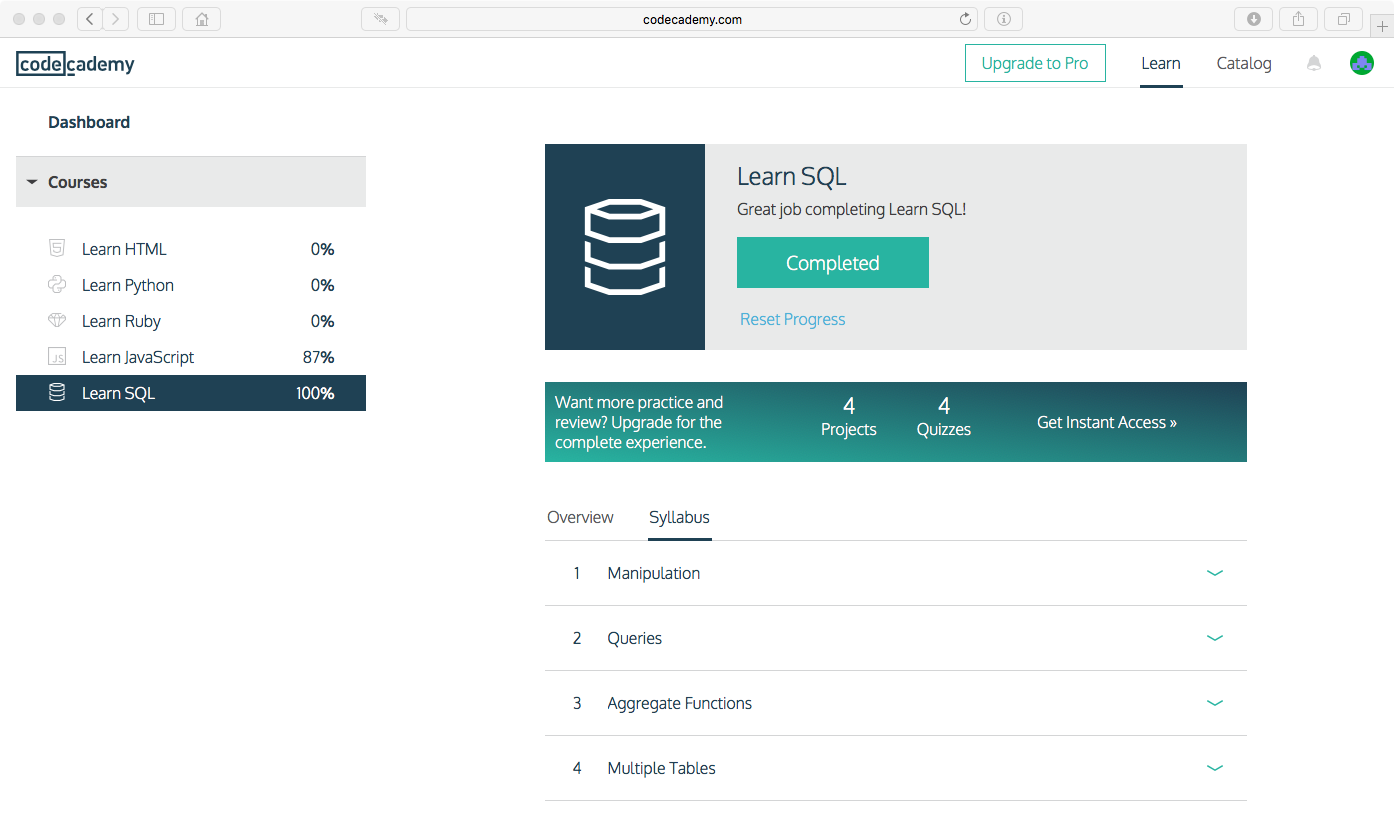 codecademy.com
codecademy
Upgrade to Pro
Learn
Catalog
Dashboard
Courses
Learn HTML 0%
Learn Python 0%
Learn Ruby 0%
JS Learn JavaScript 87%
Learn SQL 100%
Learn SQL
Great job completing Learn SQL!
Completed
Reset Progress
Want more practice and
review? Upgrade for the
complete experience.
4
Projects
4
Quizzes
Get Instant Access »
Overview
Syllabus
1 Manipulation
2 Queries
3 Aggregate Functions
4 Multiple Tables